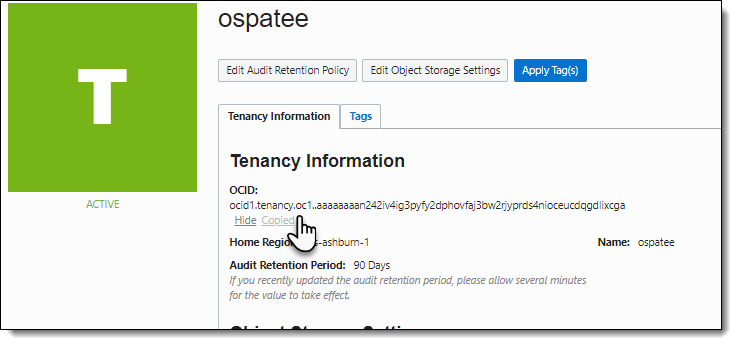 ospatee
T
Edit Audit Retention Policy Edit Object Storage Settings Apply Tag(s)
Tenancy Information Tags
Tenancy Information
OCID:
ocid1.tenancy.oc1..aaaaaaaan242iv4ig3pyfy2dphovfaj3bw2rjyprds4nioceucdqgdlixcga
ACTIVE
Hide Copied
Home Region: s-ashburn-1 Name: ospatee
Audit Retention Period: 90 Days
If you recently updated the audit retention period, please allow several minutes
for the value to take effect.